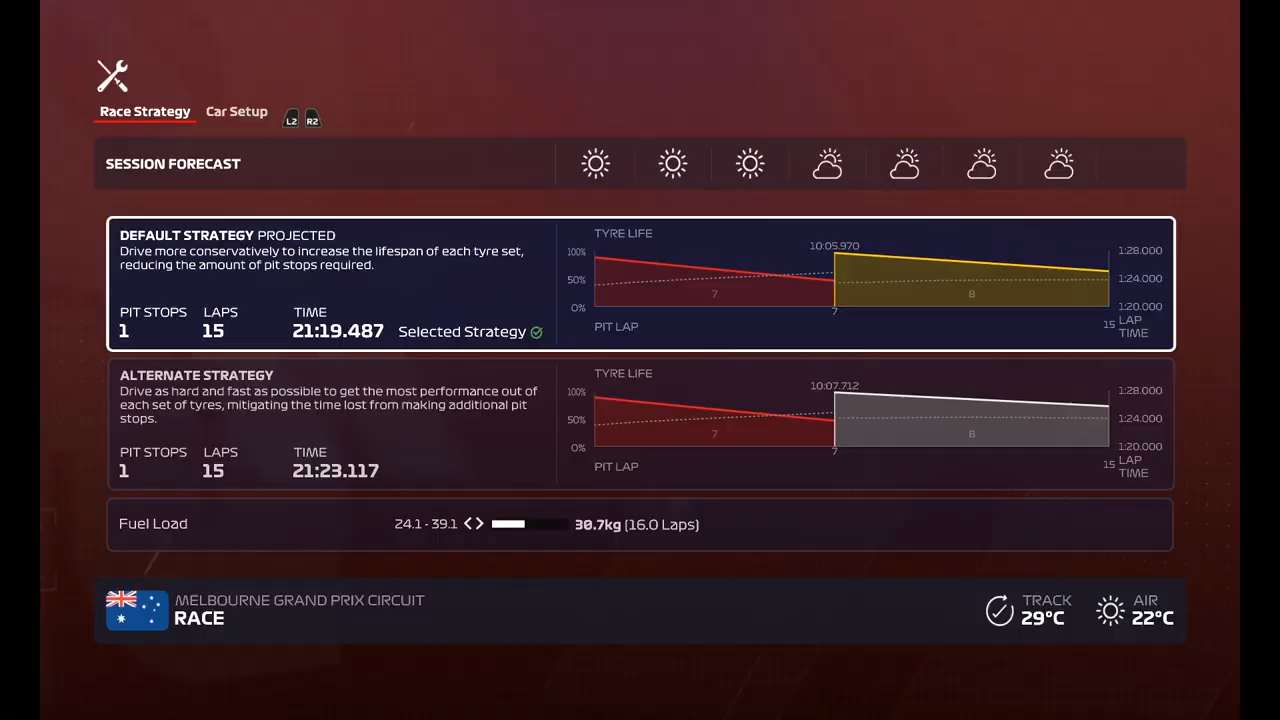 Race Strategy Car Setup L2 R2
SESSION FORECAST
DEFAULT STRATEGY PROJECTED
Drive more conservatively to increase the lifespan of each tyre set,
reducing the amount of pit stops required.
PIT STOPS LAPS TIME
1 15 21:19.487 Selected Strategy
TYRE LIFE
10:05.970
100% 1:28.000
50% 1:24.000
7 8
0% 1:20.000
7
PIT LAP 15 LAP
TIME
ALTERNATE STRATEGY
Drive as hard and fast as possible to get the most performance out of
each set of tyres, mitigating the time lost from making additional pit
stops.
PIT STOPS LAPS TIME
1 15 21:23.117
TYRE LIFE
10:07.712
100% 1:28.000
50% 1:24.000
7 8
0% 1:20.000
7
PIT LAP 15 LAP
TIME
Fuel Load 24.1 - 39.1 <> 30.7kg (16.0 Laps)
MELBOURNE GRAND PRIX CIRCUIT
RACE
TRACK
29°C
AIR
22°C